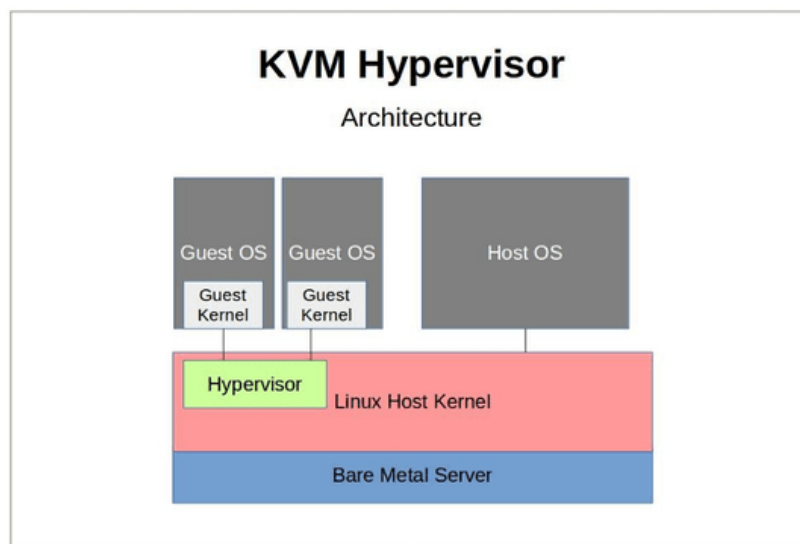 KVM Hypervisor
Architecture
Guest OS
Guest OS
Host OS
Guest
Kernel
Guest
Kernel
Hypervisor
Linux Host Kernel
Bare Metal Server